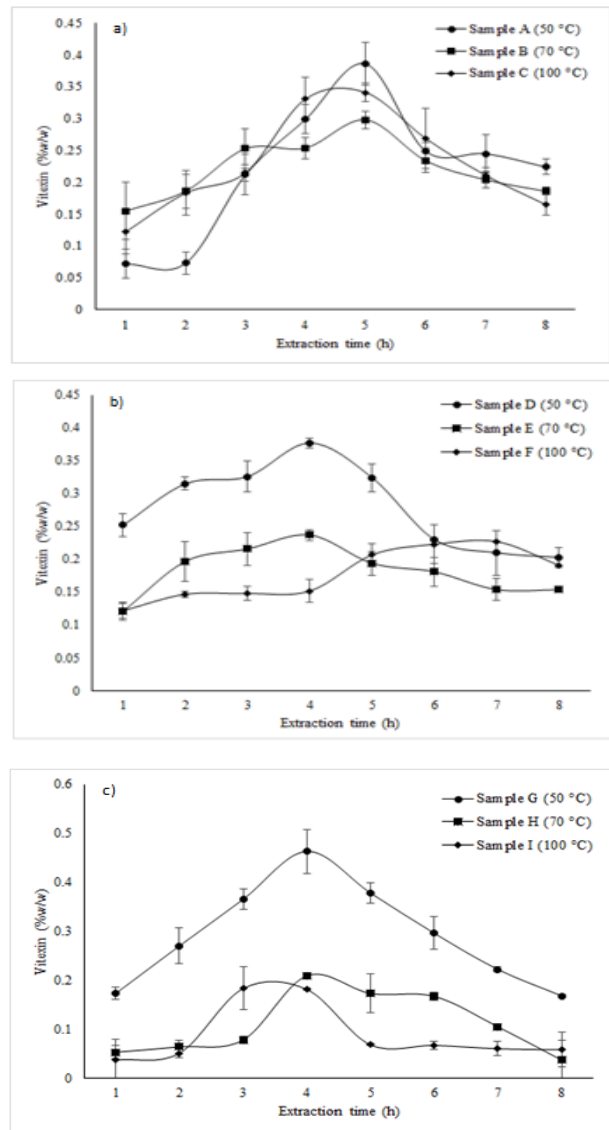 a)
Sample A (50 °C)
Sample B (70 °C)
Sample C (100 °C)
Vitexin (%w/w)
0.45
0.4
0.35
0.3
0.25
0.2
0.15
0.1
0.05
0
1 2 3 4 5 6 7 8
Extraction time (h)
b)
Sample D (50 °C)
Sample E (70 °C)
Sample F (100 °C)
Vitexin (%w/w)
0.45
0.4
0.35
0.3
0.25
0.2
0.15
0.1
0.05
0
1 2 3 4 5 6 7 8
Extraction time (h)
c)
Sample G (50 °C)
Sample H (70 °C)
Sample I (100 °C)
Vitexin (%w/w)
0.6
0.5
0.4
0.3
0.2
0.1
0
1 2 3 4 5 6 7 8
Extraction time (h)